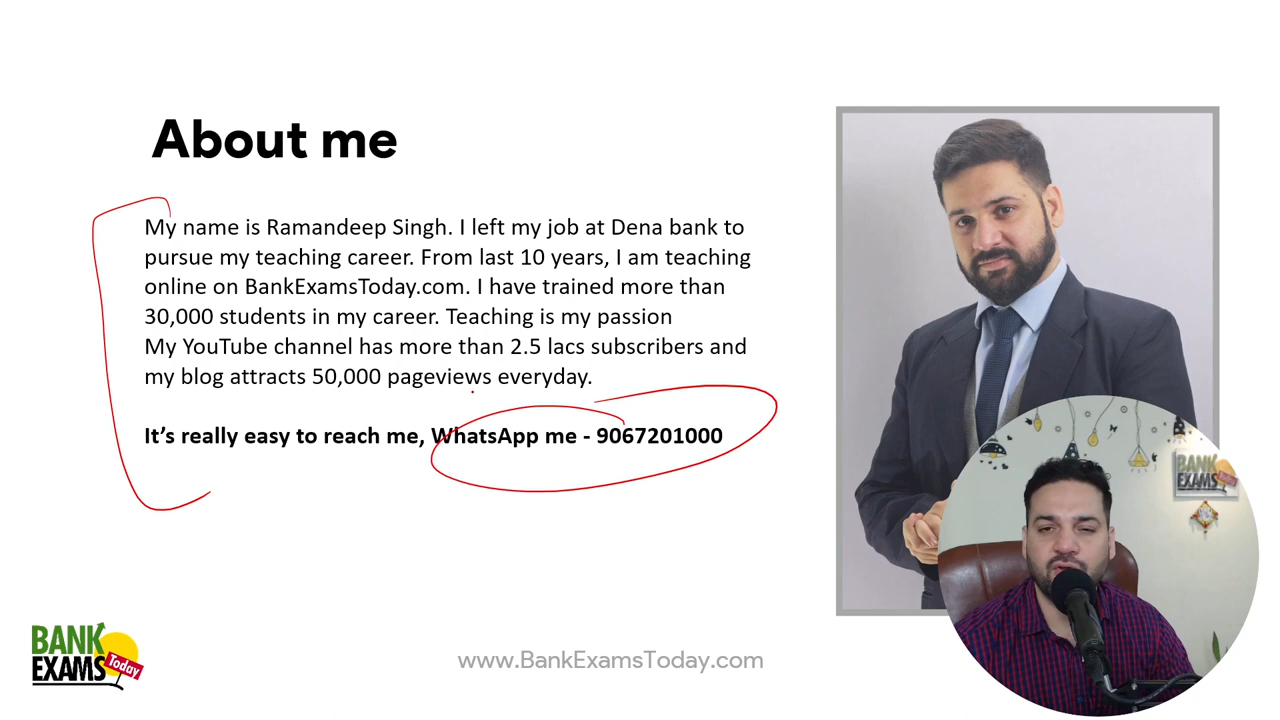 About me
My name is Ramandeep Singh. I left my job at Dena bank to
pursue my teaching career. From last 10 years, I am teaching
online on BankExamsToday.com. I have trained more than
30,000 students in my career. Teaching is my passion
My YouTube channel has more than 2.5 lacs subscribers and
my blog attracts 50,000 pageviews everyday.
It's really easy to reach me, WhatsApp me - 9067201000
BANK
EXAMS
Today
BANK
EXAMS
Today
www.BankExamsToday.com